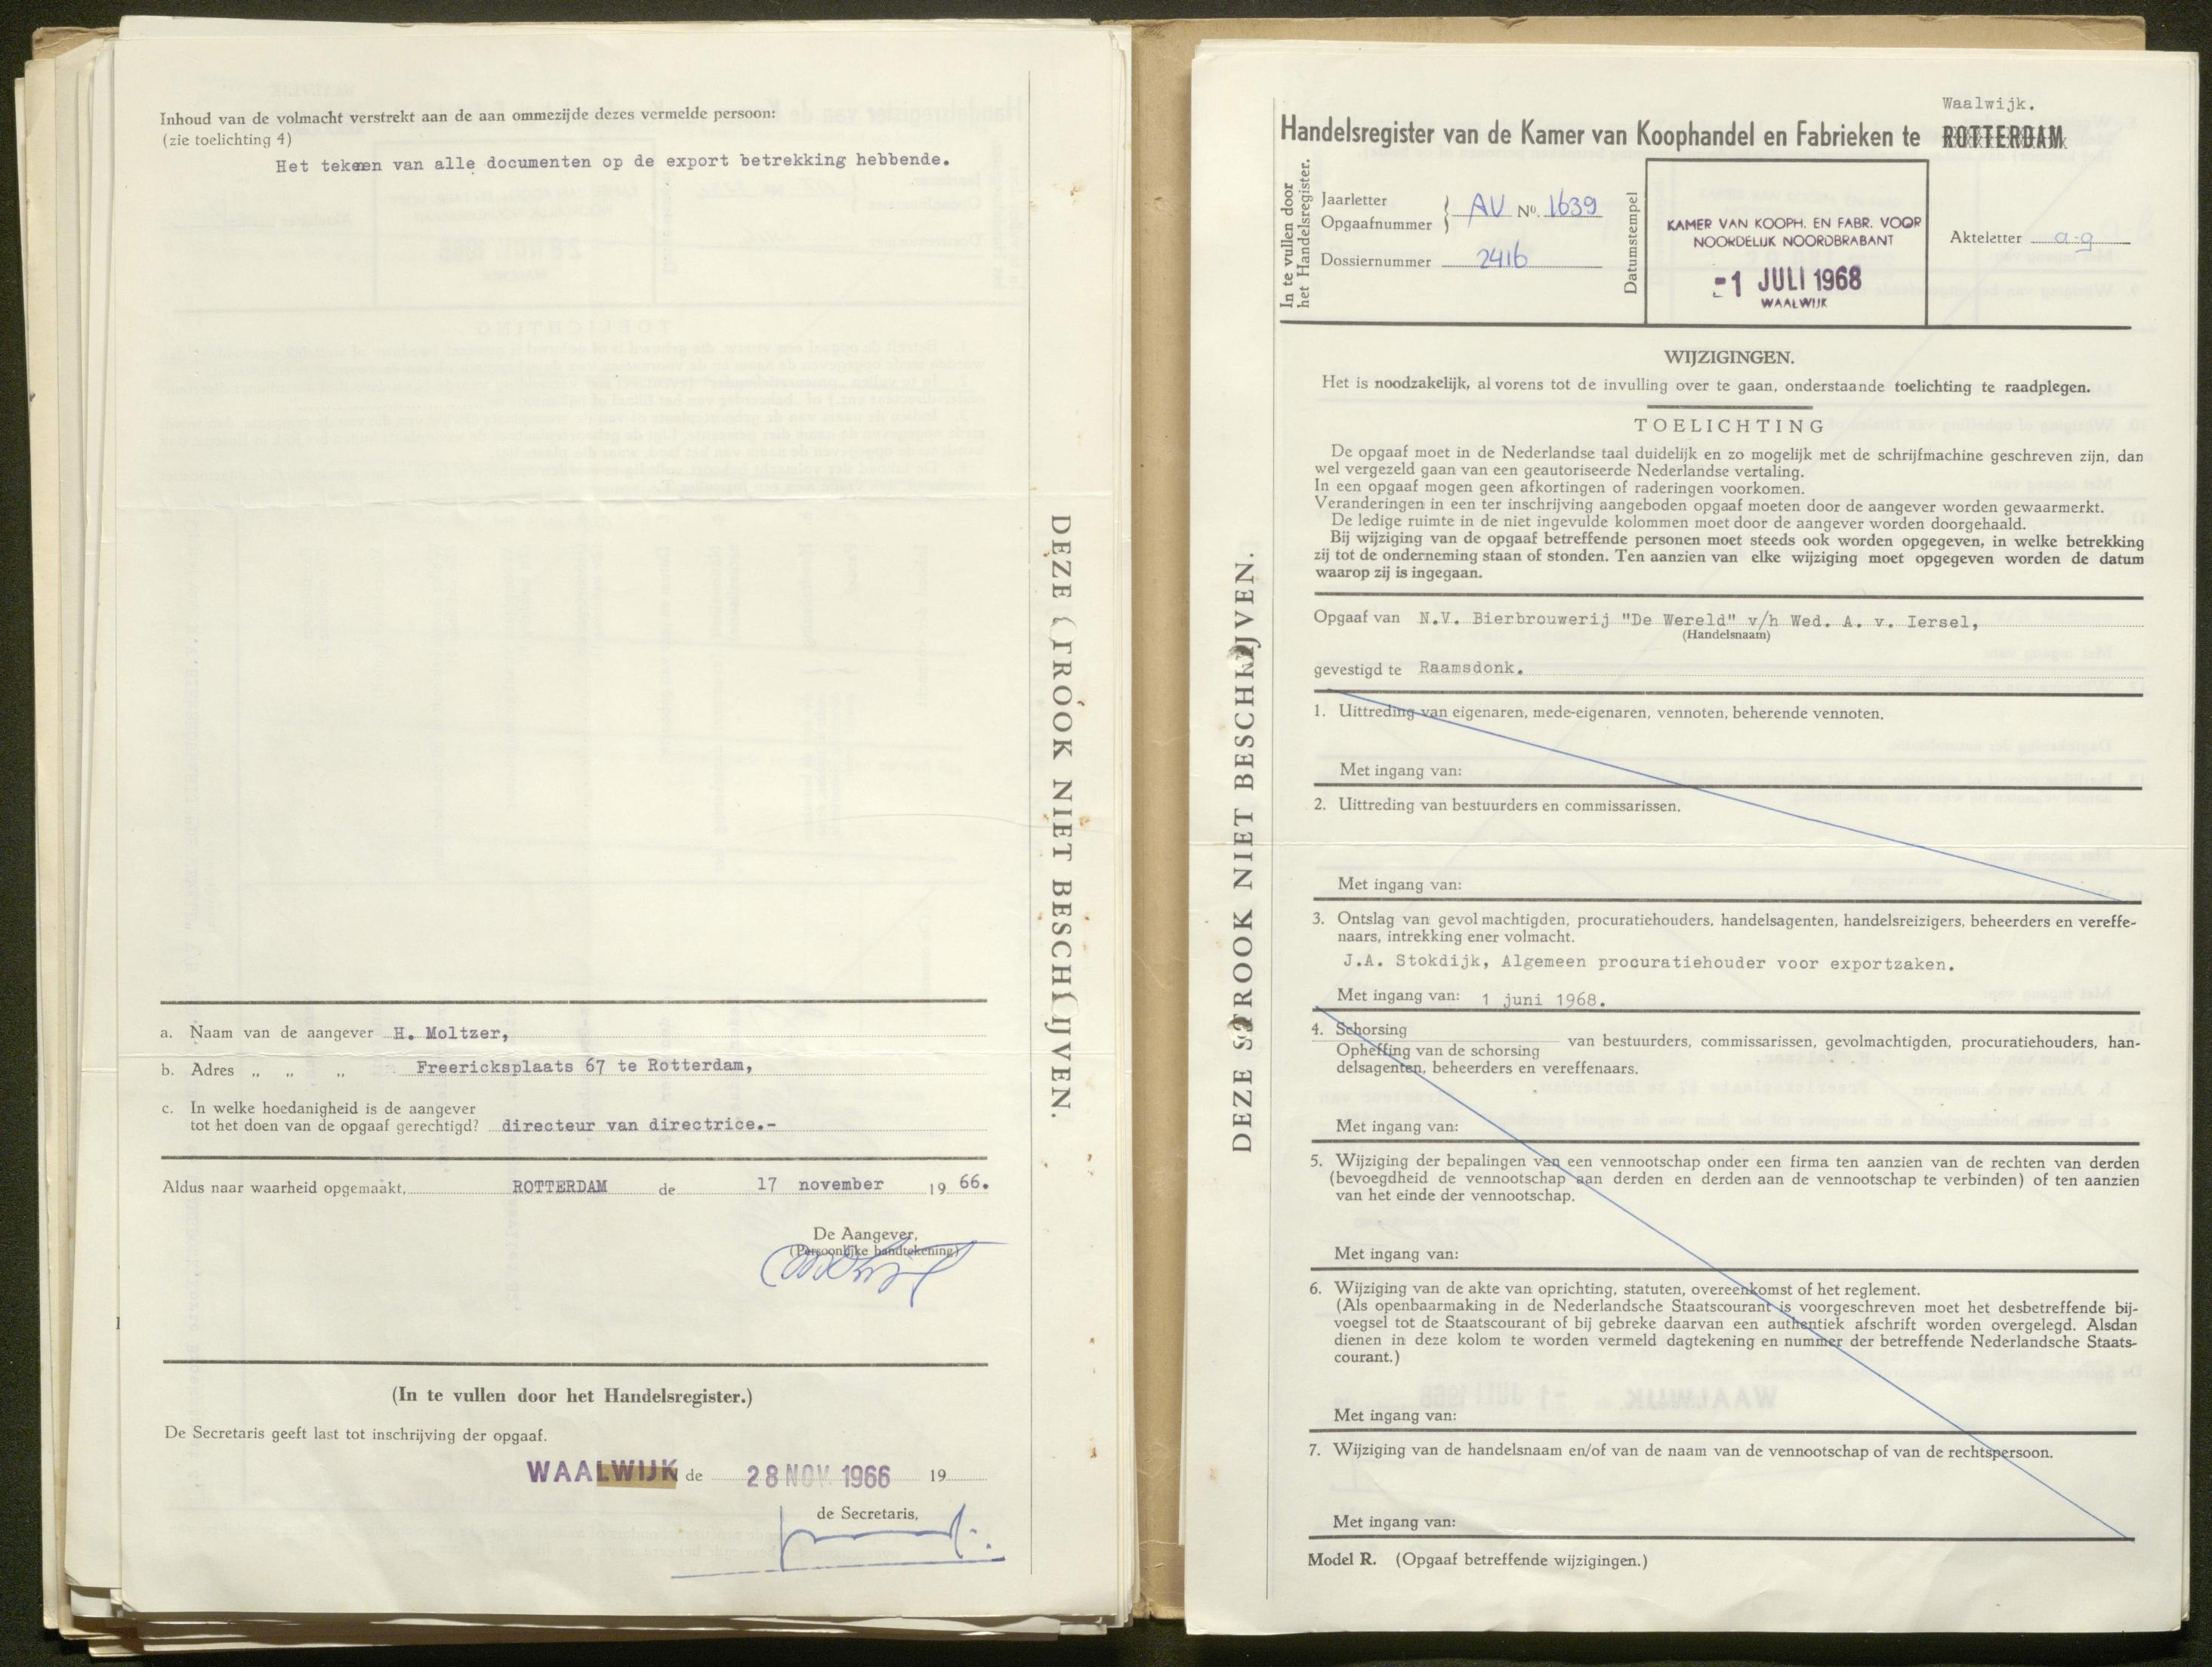 Inhoud van de volmacht verstrekt aan de aan ommezijde dezes vermelde persoon:
(zie toelichting 4)
Het tekenen van alle documenten op de export betrekking hebbende.
a. Naam van de aangever H. Moltzer,
b. Adres „ „ „ Freericksplaats 67 te Rotterdam,
c. In welke hoedanigheid is de aangever
tot het doen van de opgaaf gerechtigd? directeur van directrice.-
Aldus naar waarheid opgemaakt, ROTTERDAM de 17 november 19 66.
De Aangever,
(Persoonlijke handtekening)
(In te vullen door het Handelsregister.)
De Secretaris geeft last tot inschrijving der opgaaf.
WAALWIJK de 28 NOV. 1966 19
de Secretaris,
DEZE STROOK NIET BESCHRIJVEN.
DEZE STROOK NIET BESCHRIJVEN.
Waalwijk.
Handelsregister van de Kamer van Koophandel en Fabrieken te ROTTERDAM
In te vullen door
het Handelsregister.
Jaarletter
Opgaafnummer } AV No. 1639
Dossiernummer 2416
Datumstempel
KAMER VAN KOOPH. EN FABR. VOOR
NOORDELIJK NOORDBRABANT
-1 JULI 1968
WAALWIJK
Akteletter a-g
WIJZIGINGEN.
Het is noodzakelijk, alvorens tot de invulling over te gaan, onderstaande toelichting te raadplegen.
TOELICHTING
De opgaaf moet in de Nederlandse taal duidelijk en zo mogelijk met de schrijfmachine geschreven zijn, dan
wel vergezeld gaan van een geautoriseerde Nederlandse vertaling.
In een opgaaf mogen geen afkortingen of raderingen voorkomen.
Veranderingen in een ter inschrijving aangeboden opgaaf moeten door de aangever worden gewaarmerkt.
De ledige ruimte in de niet ingevulde kolommen moet door de aangever worden doorgehaald.
Bij wijziging van de opgaaf betreffende personen moet steeds ook worden opgegeven, in welke betrekking
zij tot de onderneming staan of stonden. Ten aanzien van elke wijziging moet opgegeven worden de datum
waarop zij is ingegaan.
Opgaaf van N.V. Bierbrouwerij "De Wereld" v/h Wed. A. v. Iersel,
(Handelsnaam)
gevestigd te Raamsdonk.
1. Uittreding van eigenaren, mede-eigenaren, vennoten, beherende vennoten.
Met ingang van:
2. Uittreding van bestuurders en commissarissen.
Met ingang van:
3. Ontslag van gevolmachtigden, procuratiehouders, handelsagenten, handelsreizigers, beheerders en vereffe-
naars, intrekking ener volmacht.
J.A. Stokdijk, Algemeen procuratiehouder voor exportzaken.
Met ingang van: 1 juni 1968.
4. Schorsing
Opheffing van de schorsing van bestuurders, commissarissen, gevolmachtigden, procuratiehouders, han-
delsagenten, beheerders en vereffenaars.
Met ingang van:
5. Wijziging der bepalingen van een vennootschap onder een firma ten aanzien van de rechten van derden
(bevoegdheid de vennootschap aan derden en derden aan de vennootschap te verbinden) of ten aanzien
van het einde der vennootschap.
Met ingang van:
6. Wijziging van de akte van oprichting, statuten, overeenkomst of het reglement.
(Als openbaarmaking in de Nederlandsche Staatscourant is voorgeschreven moet het desbetreffende bij-
voegsel tot de Staatscourant of bij gebreke daarvan een authentiek afschrift worden overgelegd. Alsdan
dienen in deze kolom te worden vermeld dagtekening en nummer der betreffende Nederlandsche Staats-
courant.)
Met ingang van:
7. Wijziging van de handelsnaam en/of van de naam van de vennootschap of van de rechtspersoon.
Met ingang van:
Model R. (Opgaaf betreffende wijzigingen.)